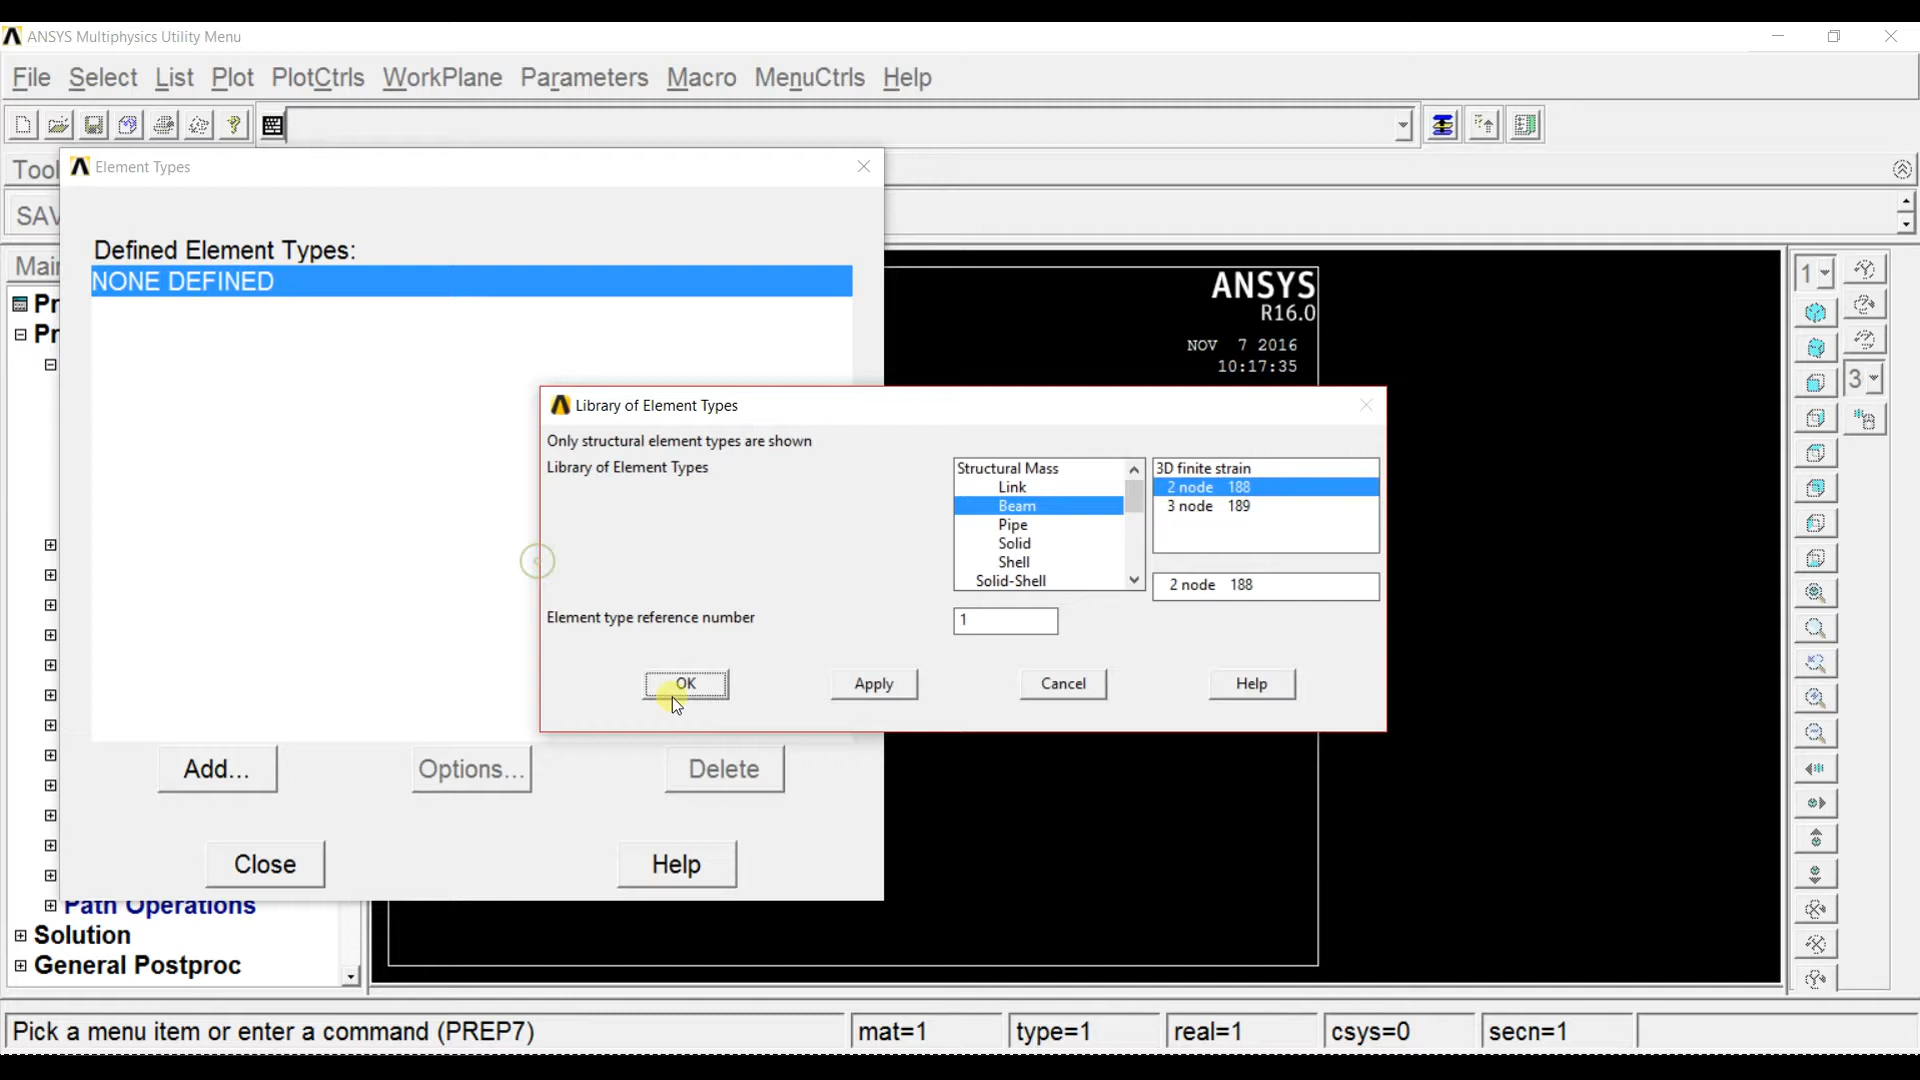 ANSYS Multiphysics Utility Menu
File Select List Plot PlotCtrls WorkPlane Parameters Macro MenuCtrls Help
Tool
Element Types
SAV
Defined Element Types:
NONE DEFINED
Mair
Pr
Pr
ANSYS
R16.0
NOV 7 2016
10:17:35
1
3
Library of Element Types
Only structural element types are shown
Library of Element Types
Structural Mass
Link
Beam
Pipe
Solid
Shell
Solid-Shell
3D finite strain
2 node 188
3 node 189
2 node 188
Element type reference number
1
OK Apply Cancel Help
Add... Options... Delete
Close Help
Path Operations
Solution
General Postproc
Pick a menu item or enter a command (PREP7) mat=1 type=1 real=1 csys=0 secn=1